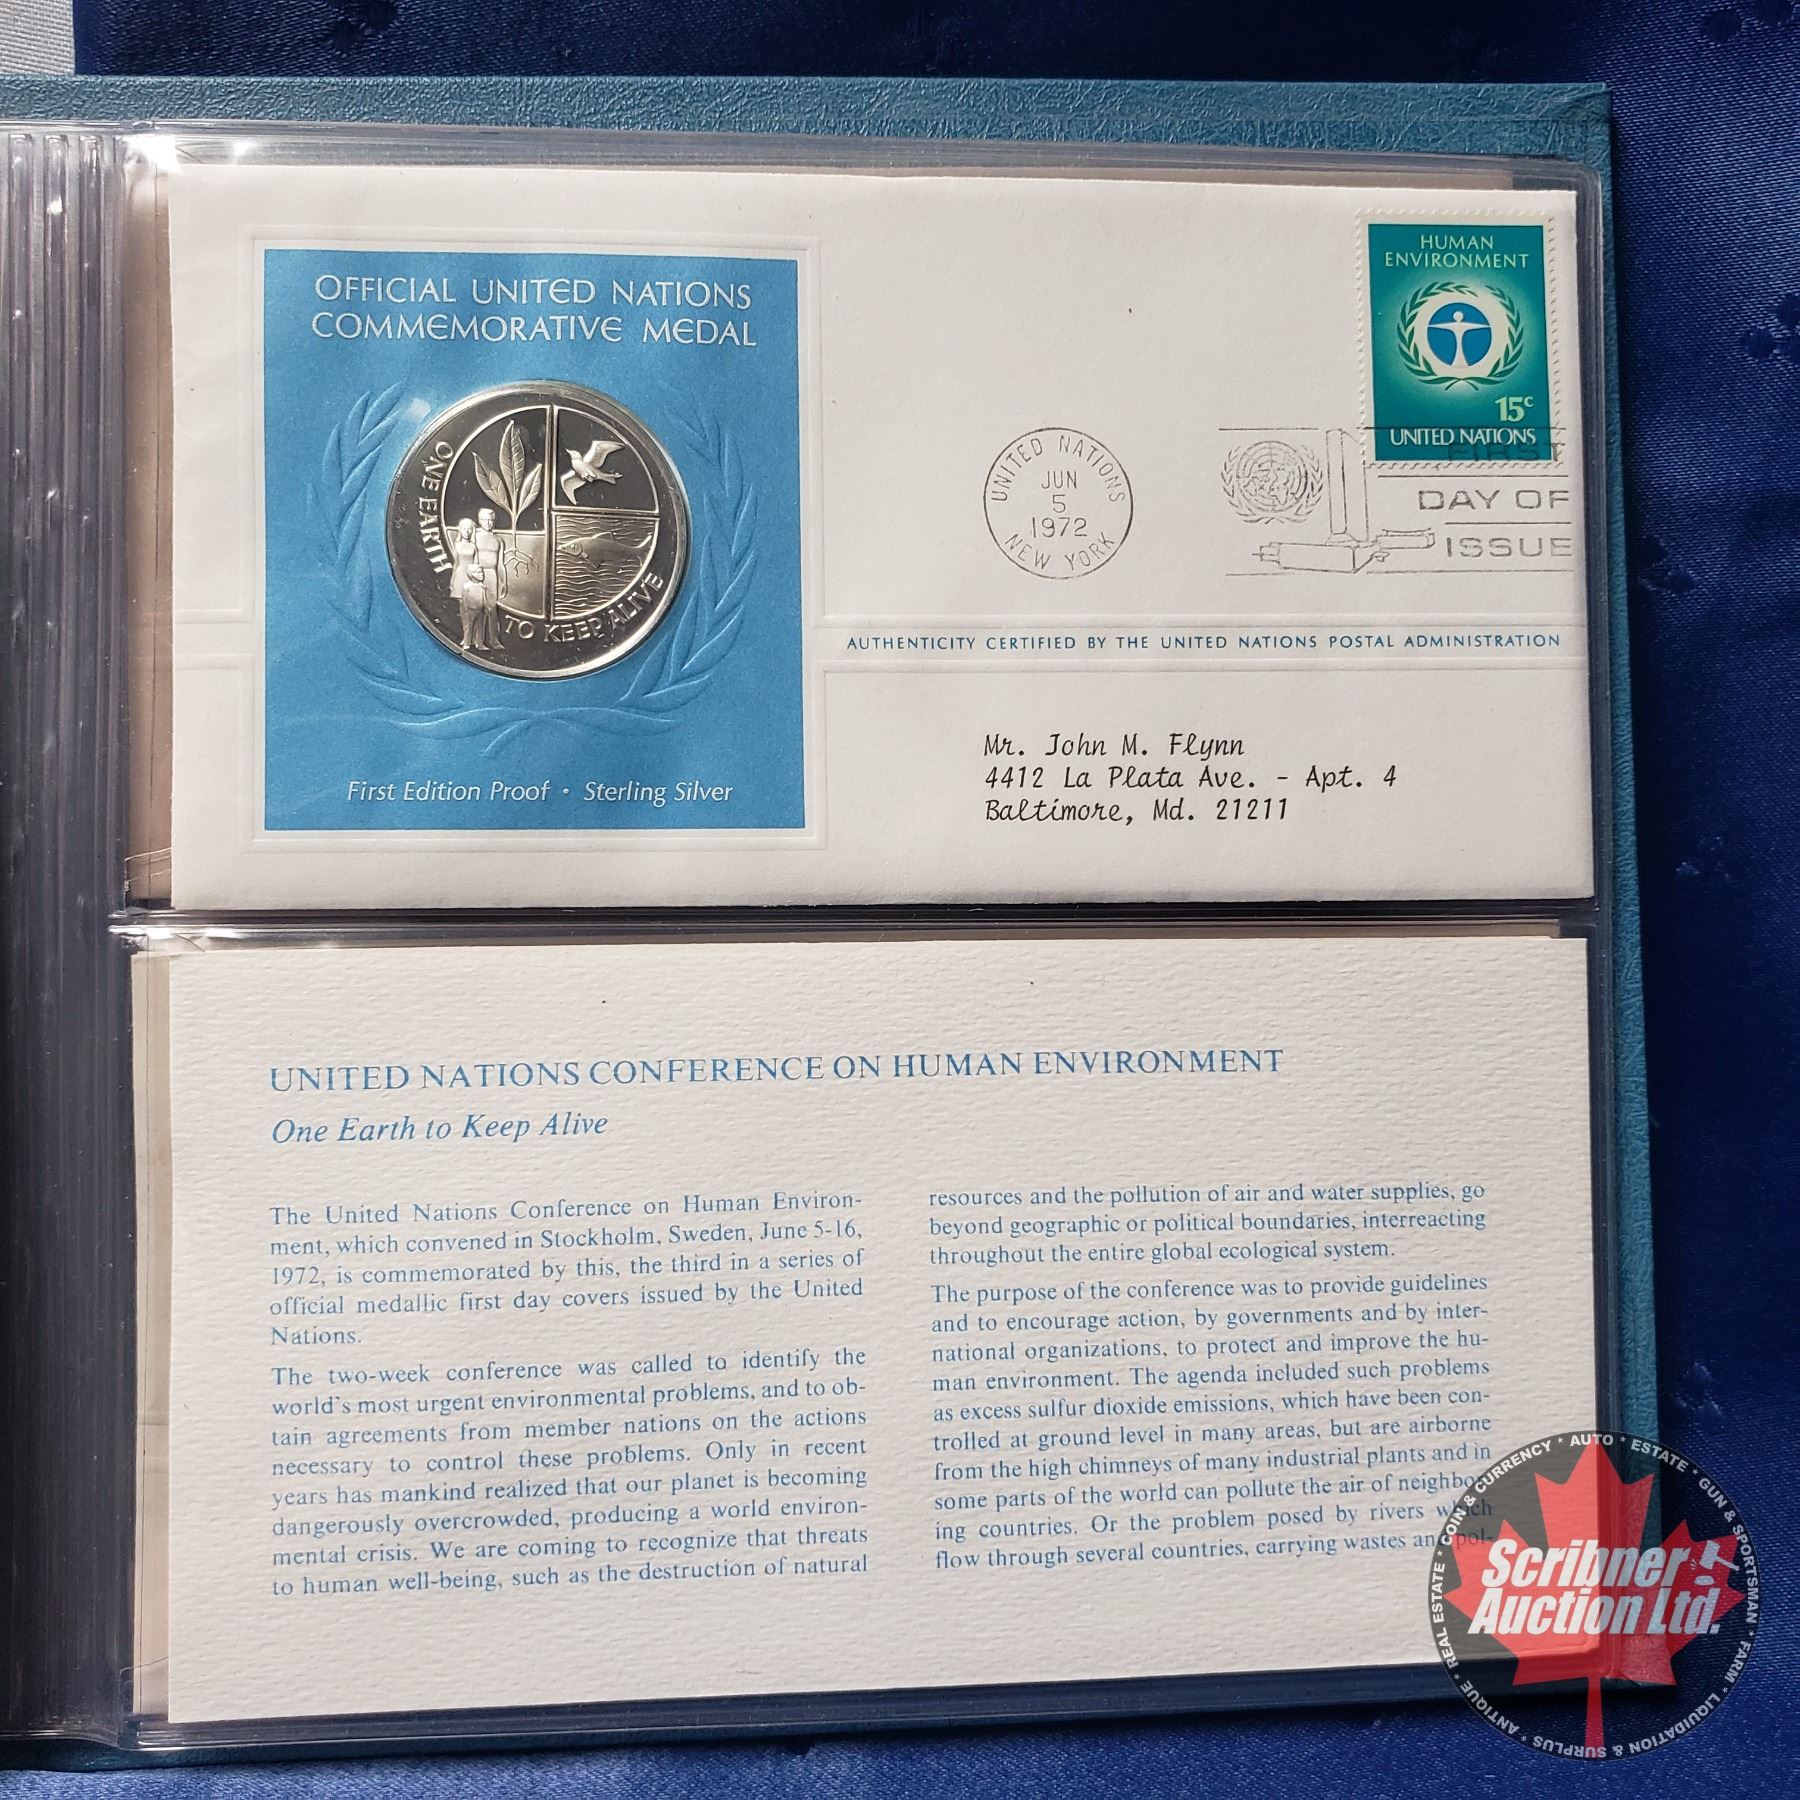 OFFICIAL UNITED NATIONS
COMMEMORATIVE MEDAL
ONE EARTH
TO KEEP ALIVE
First Edition Proof • Sterling Silver
HUMAN
ENVIRONMENT
15c
UNITED NATIONS
UNITED NATIONS
JUN
5
1972
NEW YORK
FIRST
DAY OF
ISSUE
AUTHENTICITY CERTIFIED BY THE UNITED NATIONS POSTAL ADMINISTRATION
Mr. John M. Flynn
4412 La Plata Ave. - Apt. 4
Baltimore, Md. 21211
UNITED NATIONS CONFERENCE ON HUMAN ENVIRONMENT
One Earth to Keep Alive
The United Nations Conference on Human Environ-
ment, which convened in Stockholm, Sweden, June 5-16,
1972, is commemorated by this, the third in a series of
official medallic first day covers issued by the United
Nations.
The two-week conference was called to identify the
world's most urgent environmental problems, and to ob-
tain agreements from member nations on the actions
necessary to control these problems. Only in recent
years has mankind realized that our planet is becoming
dangerously overcrowded, producing a world environ-
mental crisis. We are coming to recognize that threats
to human well-being, such as the destruction of natural
resources and the pollution of air and water supplies, go
beyond geographic or political boundaries, interreacting
throughout the entire global ecological system.
The purpose of the conference was to provide guidelines
and to encourage action, by governments and by inter-
national organizations, to protect and improve the hu-
man environment. The agenda included such problems
as excess sulfur dioxide emissions, which have been con-
trolled at ground level in many areas, but are airborne
from the high chimneys of many industrial plants and in
some parts of the world can pollute the air of neighbor-
ing countries. Or the problem posed by rivers which
flow through several countries, carrying wastes and pol-
Scribner
Auction Ltd.
COIN & CURRENCY * AUTO * ESTATE * GUN & SPORTSMAN * FARM * LIQUIDATION & SURPLUS * ANTIQUE * REAL ESTATE *